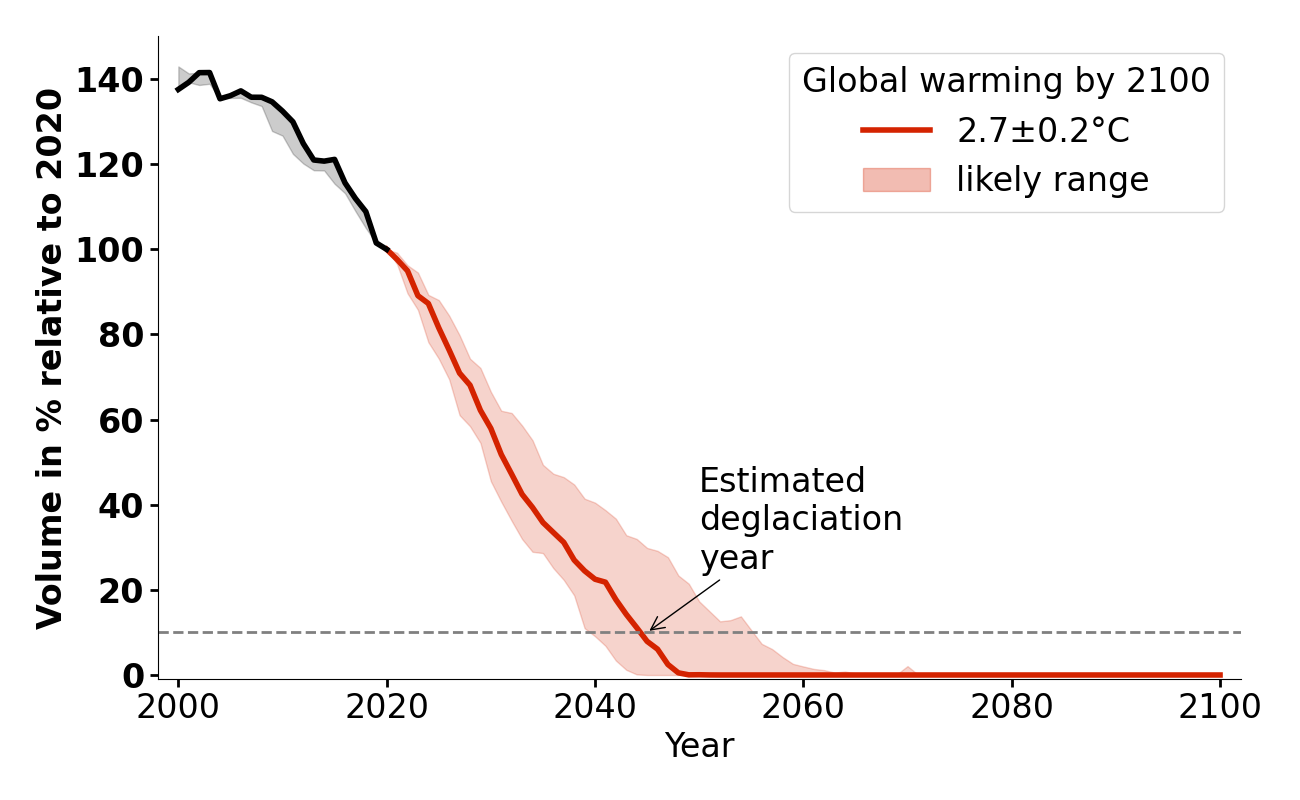 Volume in % relative to 2020
140
120
100
80
60
40
20
0
Global warming by 2100
2.7±0.2°C
likely range
Estimated
deglaciation
year
2000 2020 2040 2060 2080 2100
Year